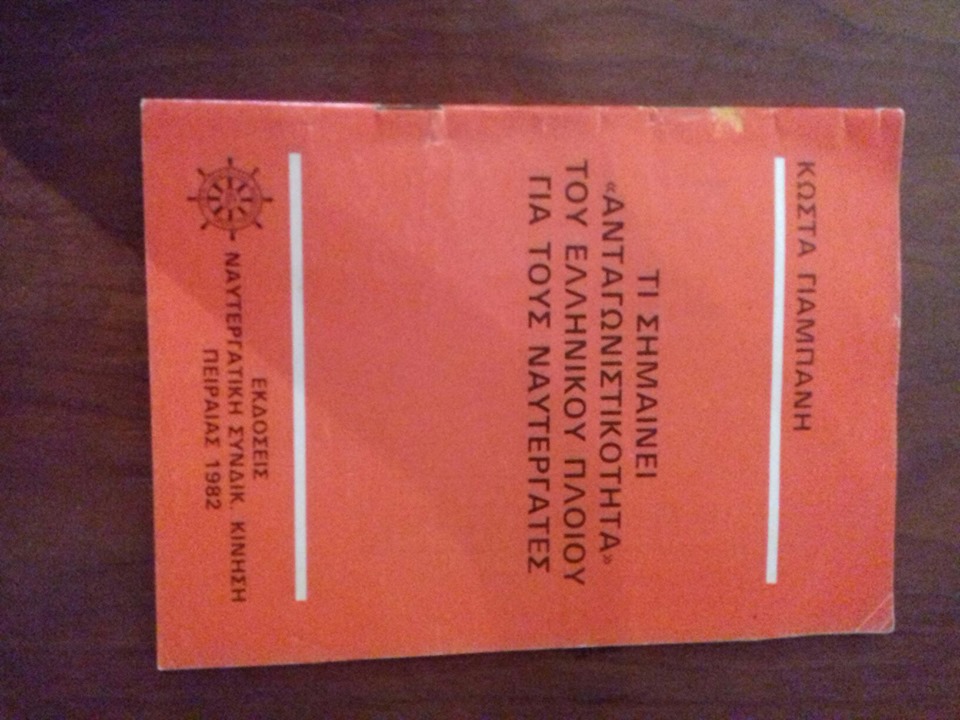 ΚΩΣΤΑ ΓΙΑΜΠΑΝΗ
ΤΙ ΣΗΜΑΙΝΕΙ
«ΑΝΤΑΓΩΝΙΣΤΙΚΟΤΗΤΑ»
ΤΟΥ ΕΛΛΗΝΙΚΟΥ ΠΛΟΙΟΥ
ΓΙΑ ΤΟΥΣ ΝΑΥΤΕΡΓΑΤΕΣ
ΕΚΔΟΣΕΙΣ
ΝΑΥΤΕΡΓΑΤΙΚΗ ΣΥΝΔΙΚ. ΚΙΝΗΣΗ
ΠΕΙΡΑΙΑΣ 1982